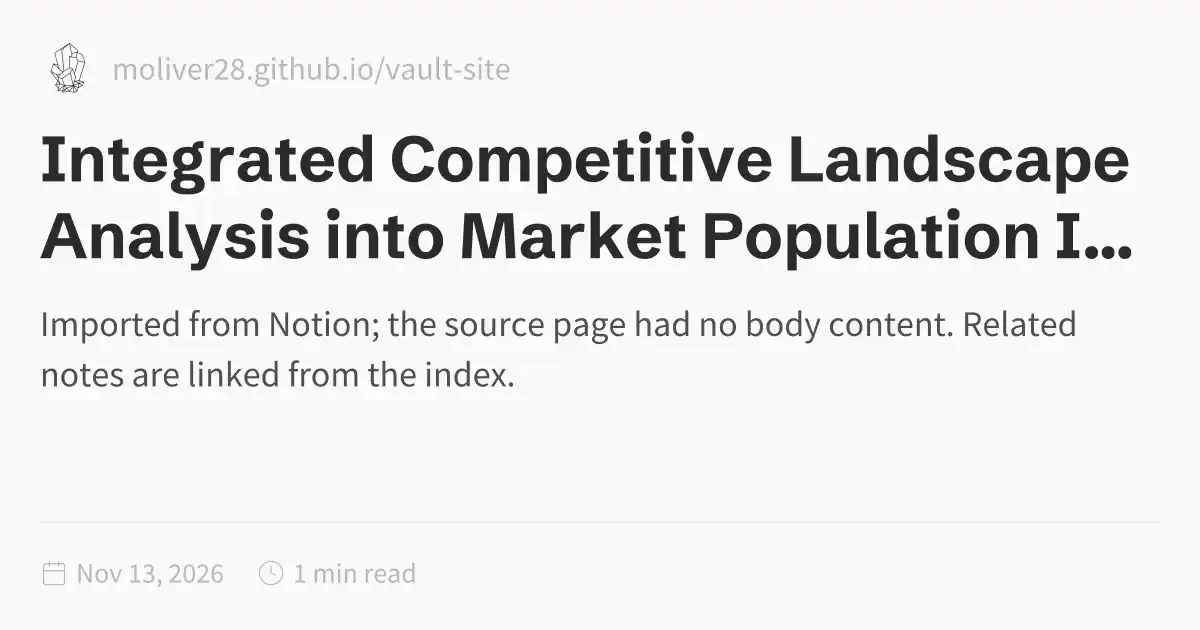 moliver28.github.io/vault-site
Integrated Competitive Landscape
Analysis into Market Population I...
Imported from Notion; the source page had no body content. Related
notes are linked from the index.
Nov 13, 2026
1 min read